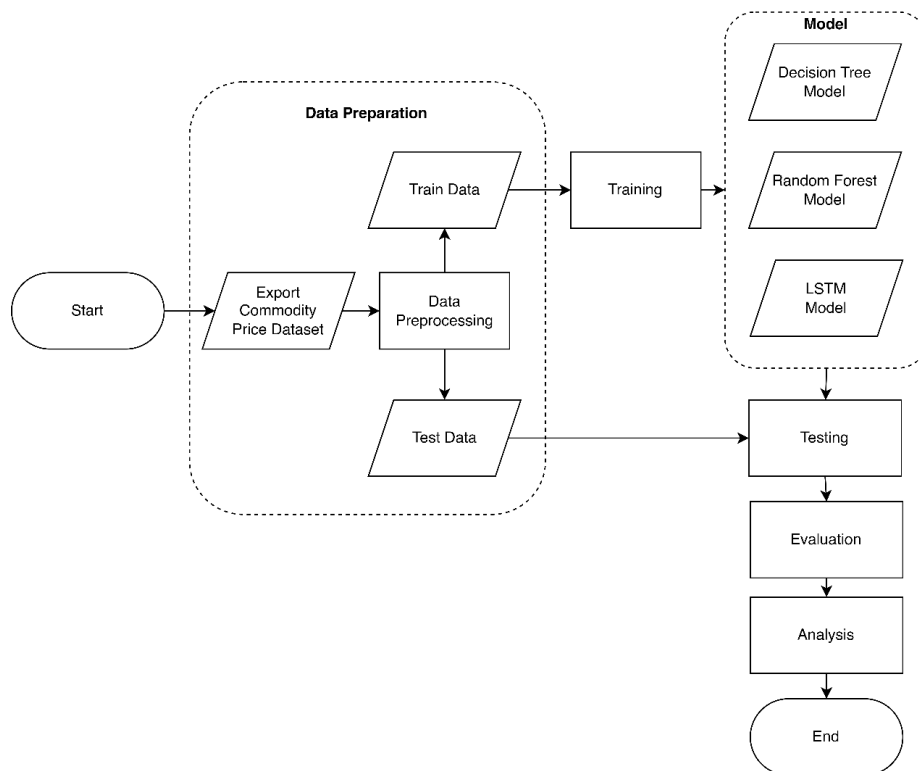 Model
Decision Tree
Model
Data Preparation
Train Data
Training
Random Forest
Model
Start
Export
Commodity
Price Dataset
Data
Preprocessing
LSTM
Model
Test Data
Testing
Evaluation
Analysis
End